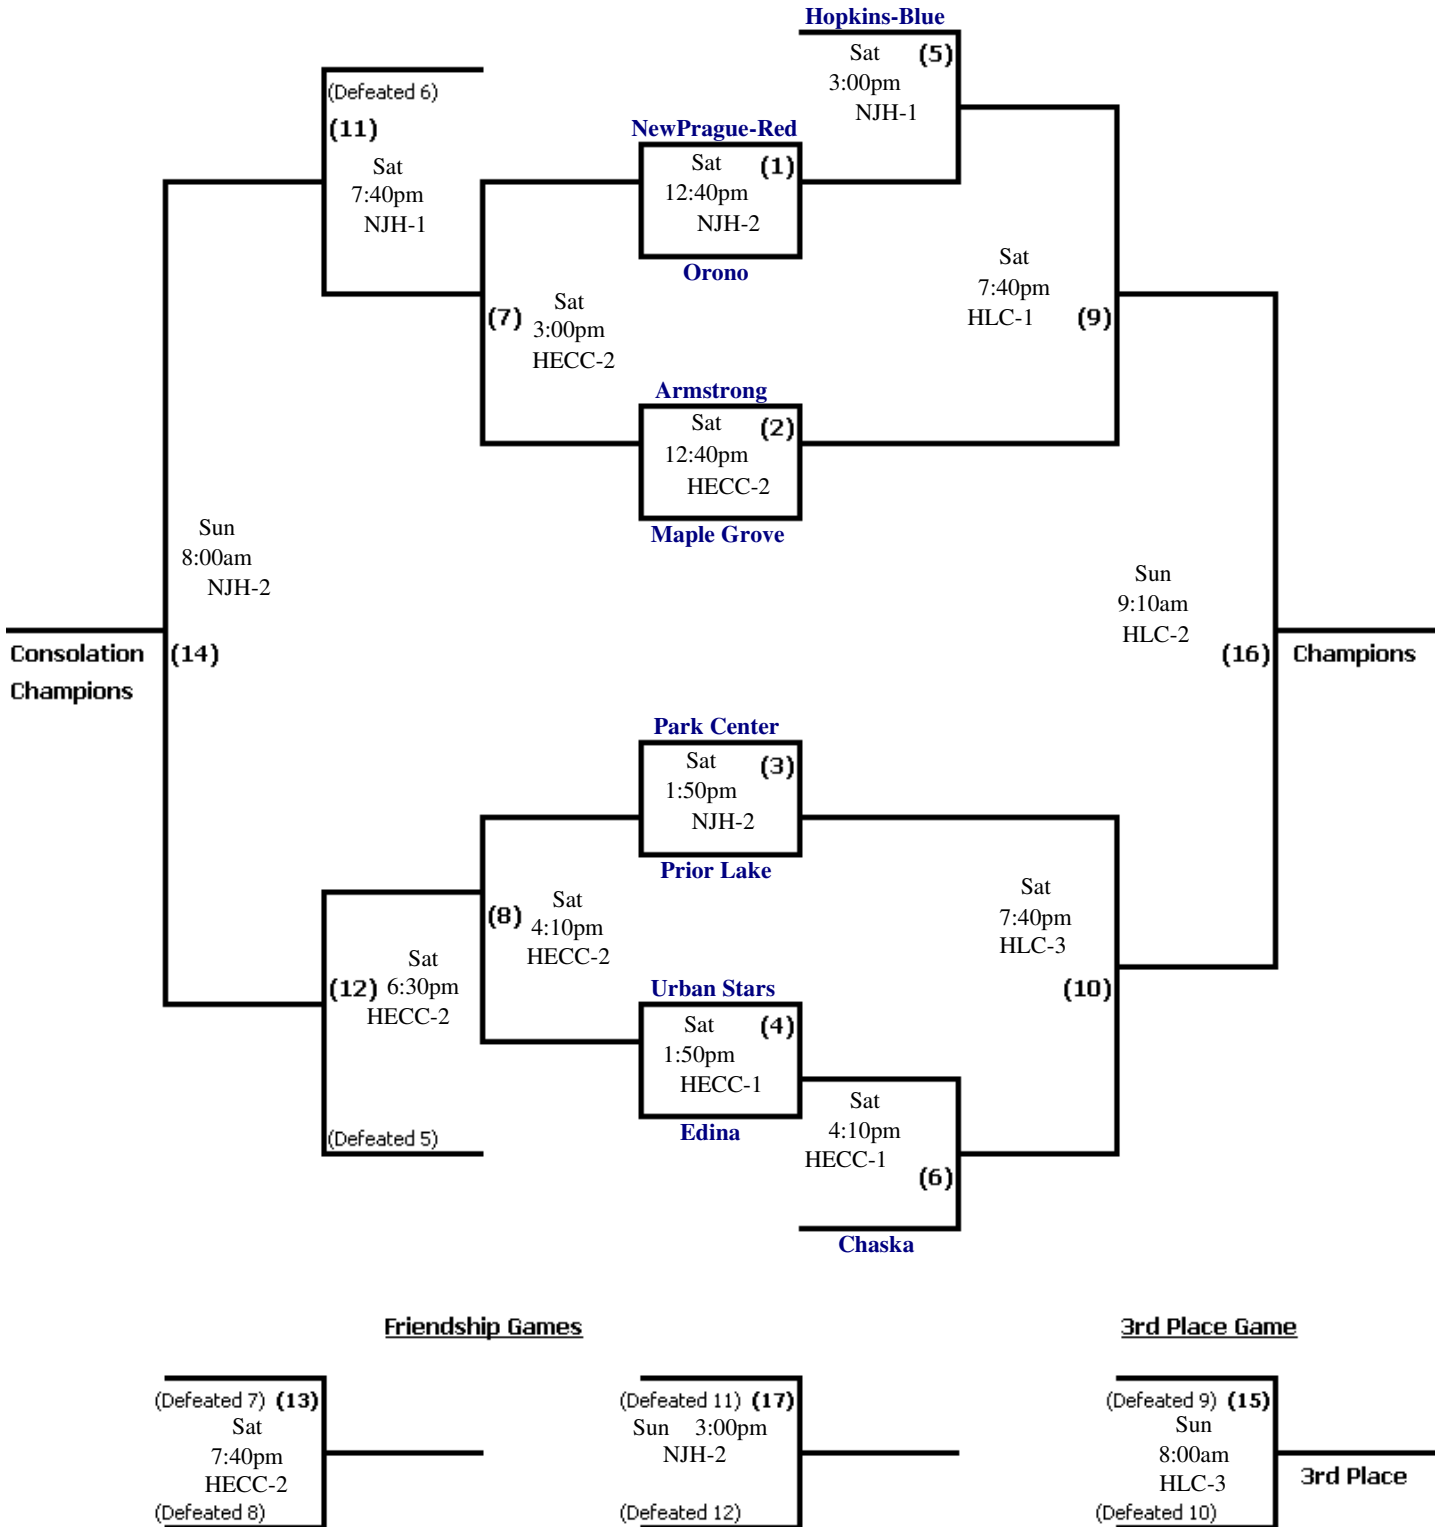 Hopkins-Blue
Sat (5)
3:00pm
NJH-1
(Defeated 6)
(11)
Sat
7:40pm
NJH-1
NewPrague-Red
Sat (1)
12:40pm
NJH-2
Orono
Sat
7:40pm
HLC-1 (9)
Sat
(7) 3:00pm
HECC-2
Armstrong
Sat (2)
12:40pm
HECC-2
Maple Grove
Sun
8:00am
NJH-2
Sun
9:10am
HLC-2
Consolation (14)
Champions
(16) Champions
Park Center
Sat (3)
1:50pm
NJH-2
Prior Lake
Sat
(8) 4:10pm
HECC-2
Sat
7:40pm
HLC-3
(10)
Sat
(12) 6:30pm
HECC-2
Urban Stars
Sat (4)
1:50pm
HECC-1
Edina
(Defeated 5)
Sat
4:10pm
HECC-1
(6)
Chaska
Friendship Games
3rd Place Game
(Defeated 7) (13)
Sat
7:40pm
HECC-2
(Defeated 8)
(Defeated 11) (17)
Sun 3:00pm
NJH-2
(Defeated 12)
(Defeated 9) (15)
Sun
8:00am
HLC-3
(Defeated 10)
3rd Place